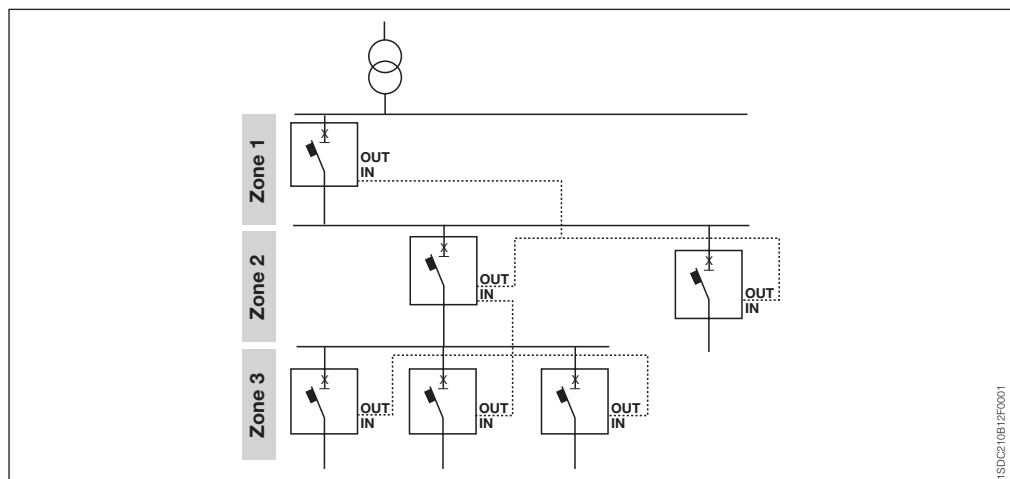 Zone 1
OUT
IN
Zone 2
OUT
IN
OUT
IN
Zone 3
OUT
IN
OUT
IN
OUT
IN
1SDC210B12F0001